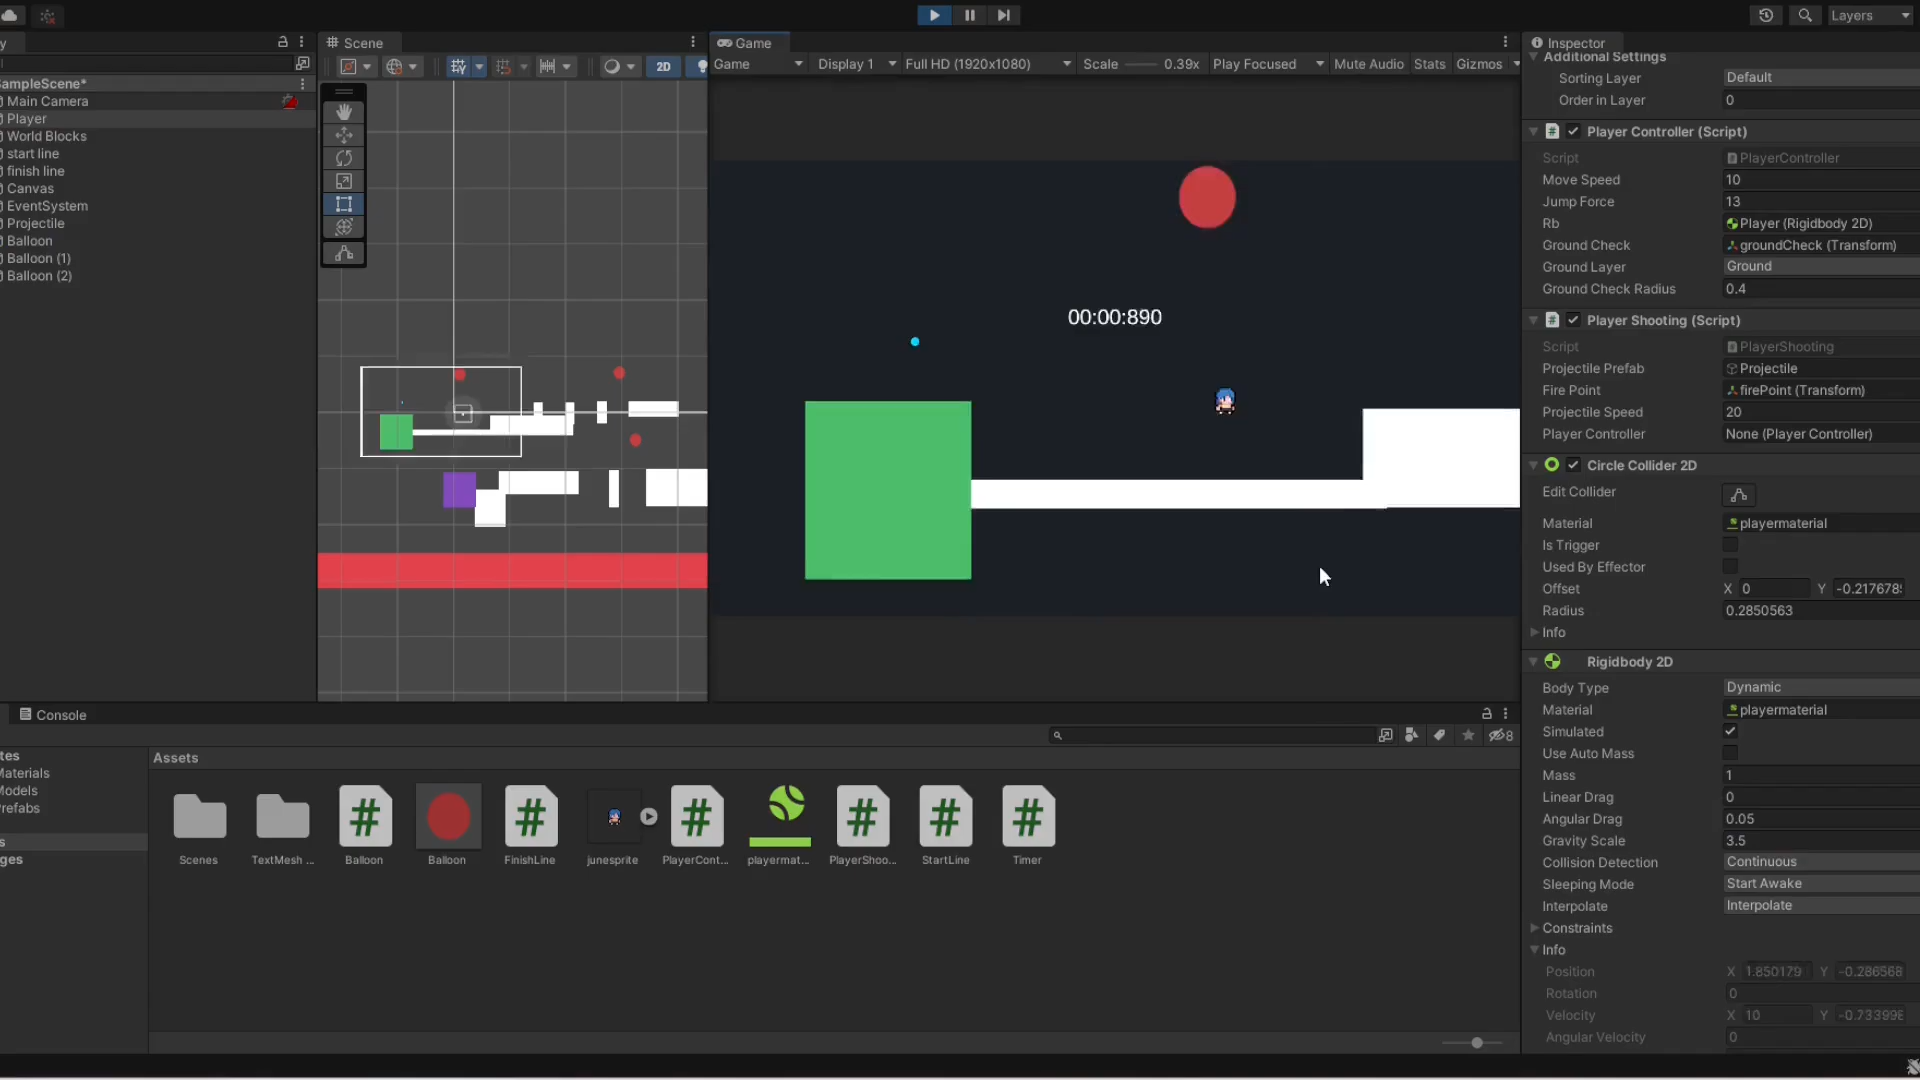 Layers
Scene
Game
Inspector
2D
Game
Display 1
Full HD (1920x1080)
Scale
0.39x
Play Focused
Mute Audio
Stats
Gizmos
SampleScene*
Main Camera
Player
World Blocks
start line
finish line
Canvas
EventSystem
Projectile
Balloon
Balloon (1)
Balloon (2)
00:00:890
Additional Settings
Sorting Layer Default
Order in Layer 0
# Player Controller (Script)
Script PlayerController
Move Speed 10
Jump Force 13
Rb Player (Rigidbody 2D)
Ground Check groundCheck (Transform)
Ground Layer Ground
Ground Check Radius 0.4
# Player Shooting (Script)
Script PlayerShooting
Projectile Prefab Projectile
Fire Point firePoint (Transform)
Projectile Speed 20
Player Controller None (Player Controller)
Circle Collider 2D
Edit Collider
Material playermaterial
Is Trigger
Used By Effector
Offset X 0 Y -0.217678
Radius 0.2850563
Info
Rigidbody 2D
Body Type Dynamic
Material playermaterial
Simulated
Use Auto Mass
Mass 1
Linear Drag 0
Angular Drag 0.05
Gravity Scale 3.5
Collision Detection Continuous
Sleeping Mode Start Awake
Interpolate Interpolate
Constraints
Info
Position X 1.850179 Y -0.286568
Rotation 0
Velocity X 10 Y -0.73399
Angular Velocity 0
Console
8
tes
Materials
Models
refabs
s
ges
Assets
Scenes
TextMesh ...
# Balloon
Balloon
# FinishLine
junesprite
# PlayerCont...
playermat...
# PlayerShoo...
# StartLine
# Timer